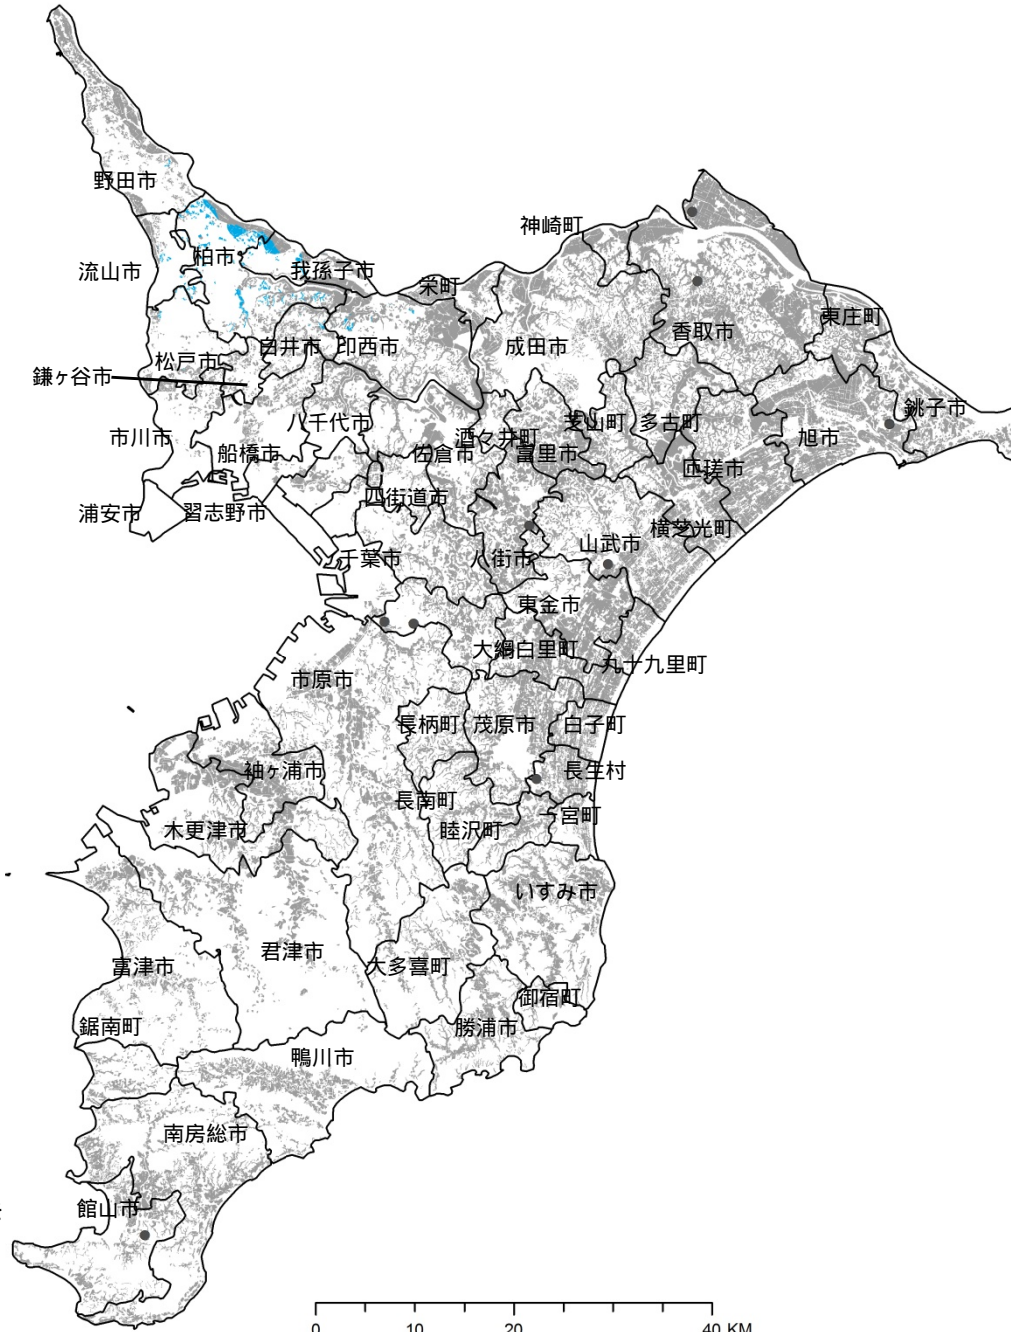 野田市
神崎町
柏市
流山市
我孫子市
栄町
東庄町
香取市
白井市
印西市
成田市
松戸市
鎌ヶ谷市
銚子市
八千代市
芝山町
多古町
市川市
酒々井町
旭市
船橋市
佐倉市
富里市
匝瑳市
四街道市
浦安市
習志野市
横芝光町
山武市
千葉市
八街市
東金市
大網白里町
九十九里町
市原市
長柄町
茂原市
白子町
袖ヶ浦市
長生村
長南町
一宮町
木更津市
睦沢町
いすみ市
君津市
富津市
大多喜町
御宿町
鋸南町
勝浦市
鴨川市
南房総市
館山市
0 10 20 40 KM